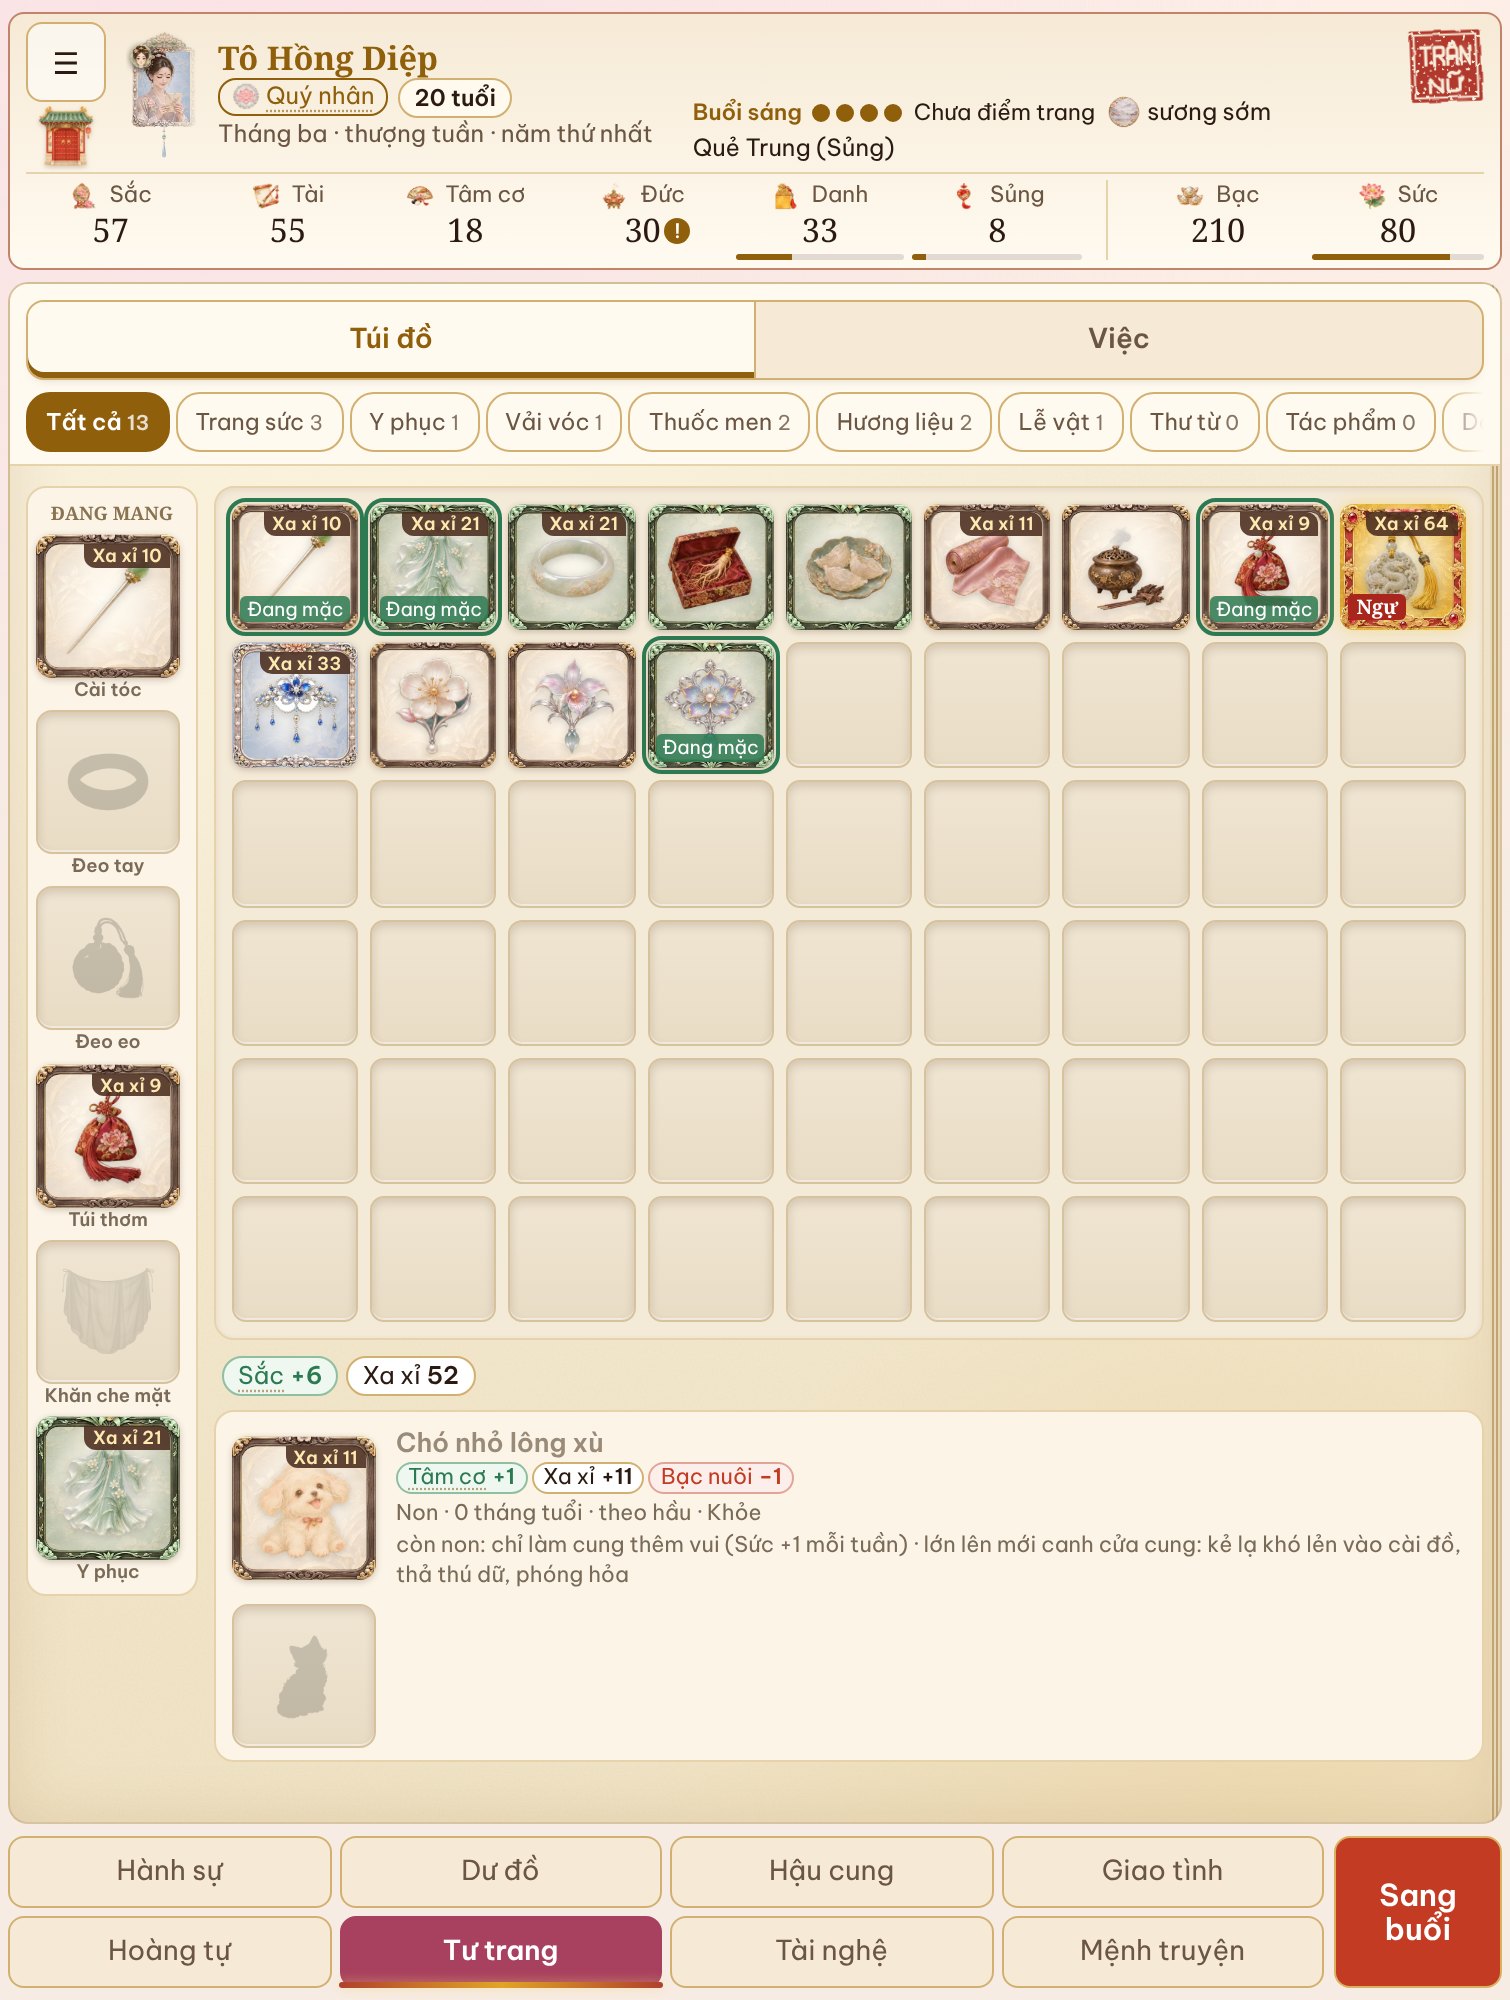 ☰
Tô Hồng Diệp
Quý nhân
20 tuổi
Tháng ba · thượng tuần · năm thứ nhất
Buổi sáng
Chưa điểm trang
sương sớm
Quẻ Trung (Sủng)
TRÂN
NỮ
Sắc
57
Tài
55
Tâm cơ
18
Đức
30 !
Danh
33
Sủng
8
Bạc
210
Sức
80
Túi đồ
Việc
Tất cả 13
Trang sức 3
Y phục 1
Vải vóc 1
Thuốc men 2
Hương liệu 2
Lễ vật 1
Thư từ 0
Tác phẩm 0
ĐANG MANG
Xa xỉ 10
Cài tóc
Đeo tay
Đeo eo
Xa xỉ 9
Túi thơm
Khăn che mặt
Xa xỉ 21
Y phục
Xa xỉ 10
Đang mặc
Xa xỉ 21
Đang mặc
Xa xỉ 21
Xa xỉ 11
Xa xỉ 9
Đang mặc
Xa xỉ 64
Ngự
Xa xỉ 33
Đang mặc
Sắc +6
Xa xỉ 52
Xa xỉ 11
Chó nhỏ lông xù
Tâm cơ +1
Xa xỉ +11
Bạc nuôi −1
Non · 0 tháng tuổi · theo hầu · Khỏe
còn non: chỉ làm cung thêm vui (Sức +1 mỗi tuần) · lớn lên mới canh cửa cung: kẻ lạ khó lẻn vào cài đồ,
thả thú dữ, phóng hỏa
Hành sự
Dư đồ
Hậu cung
Giao tình
Hoàng tự
Tư trang
Tài nghệ
Mệnh truyện
Sang
buổi